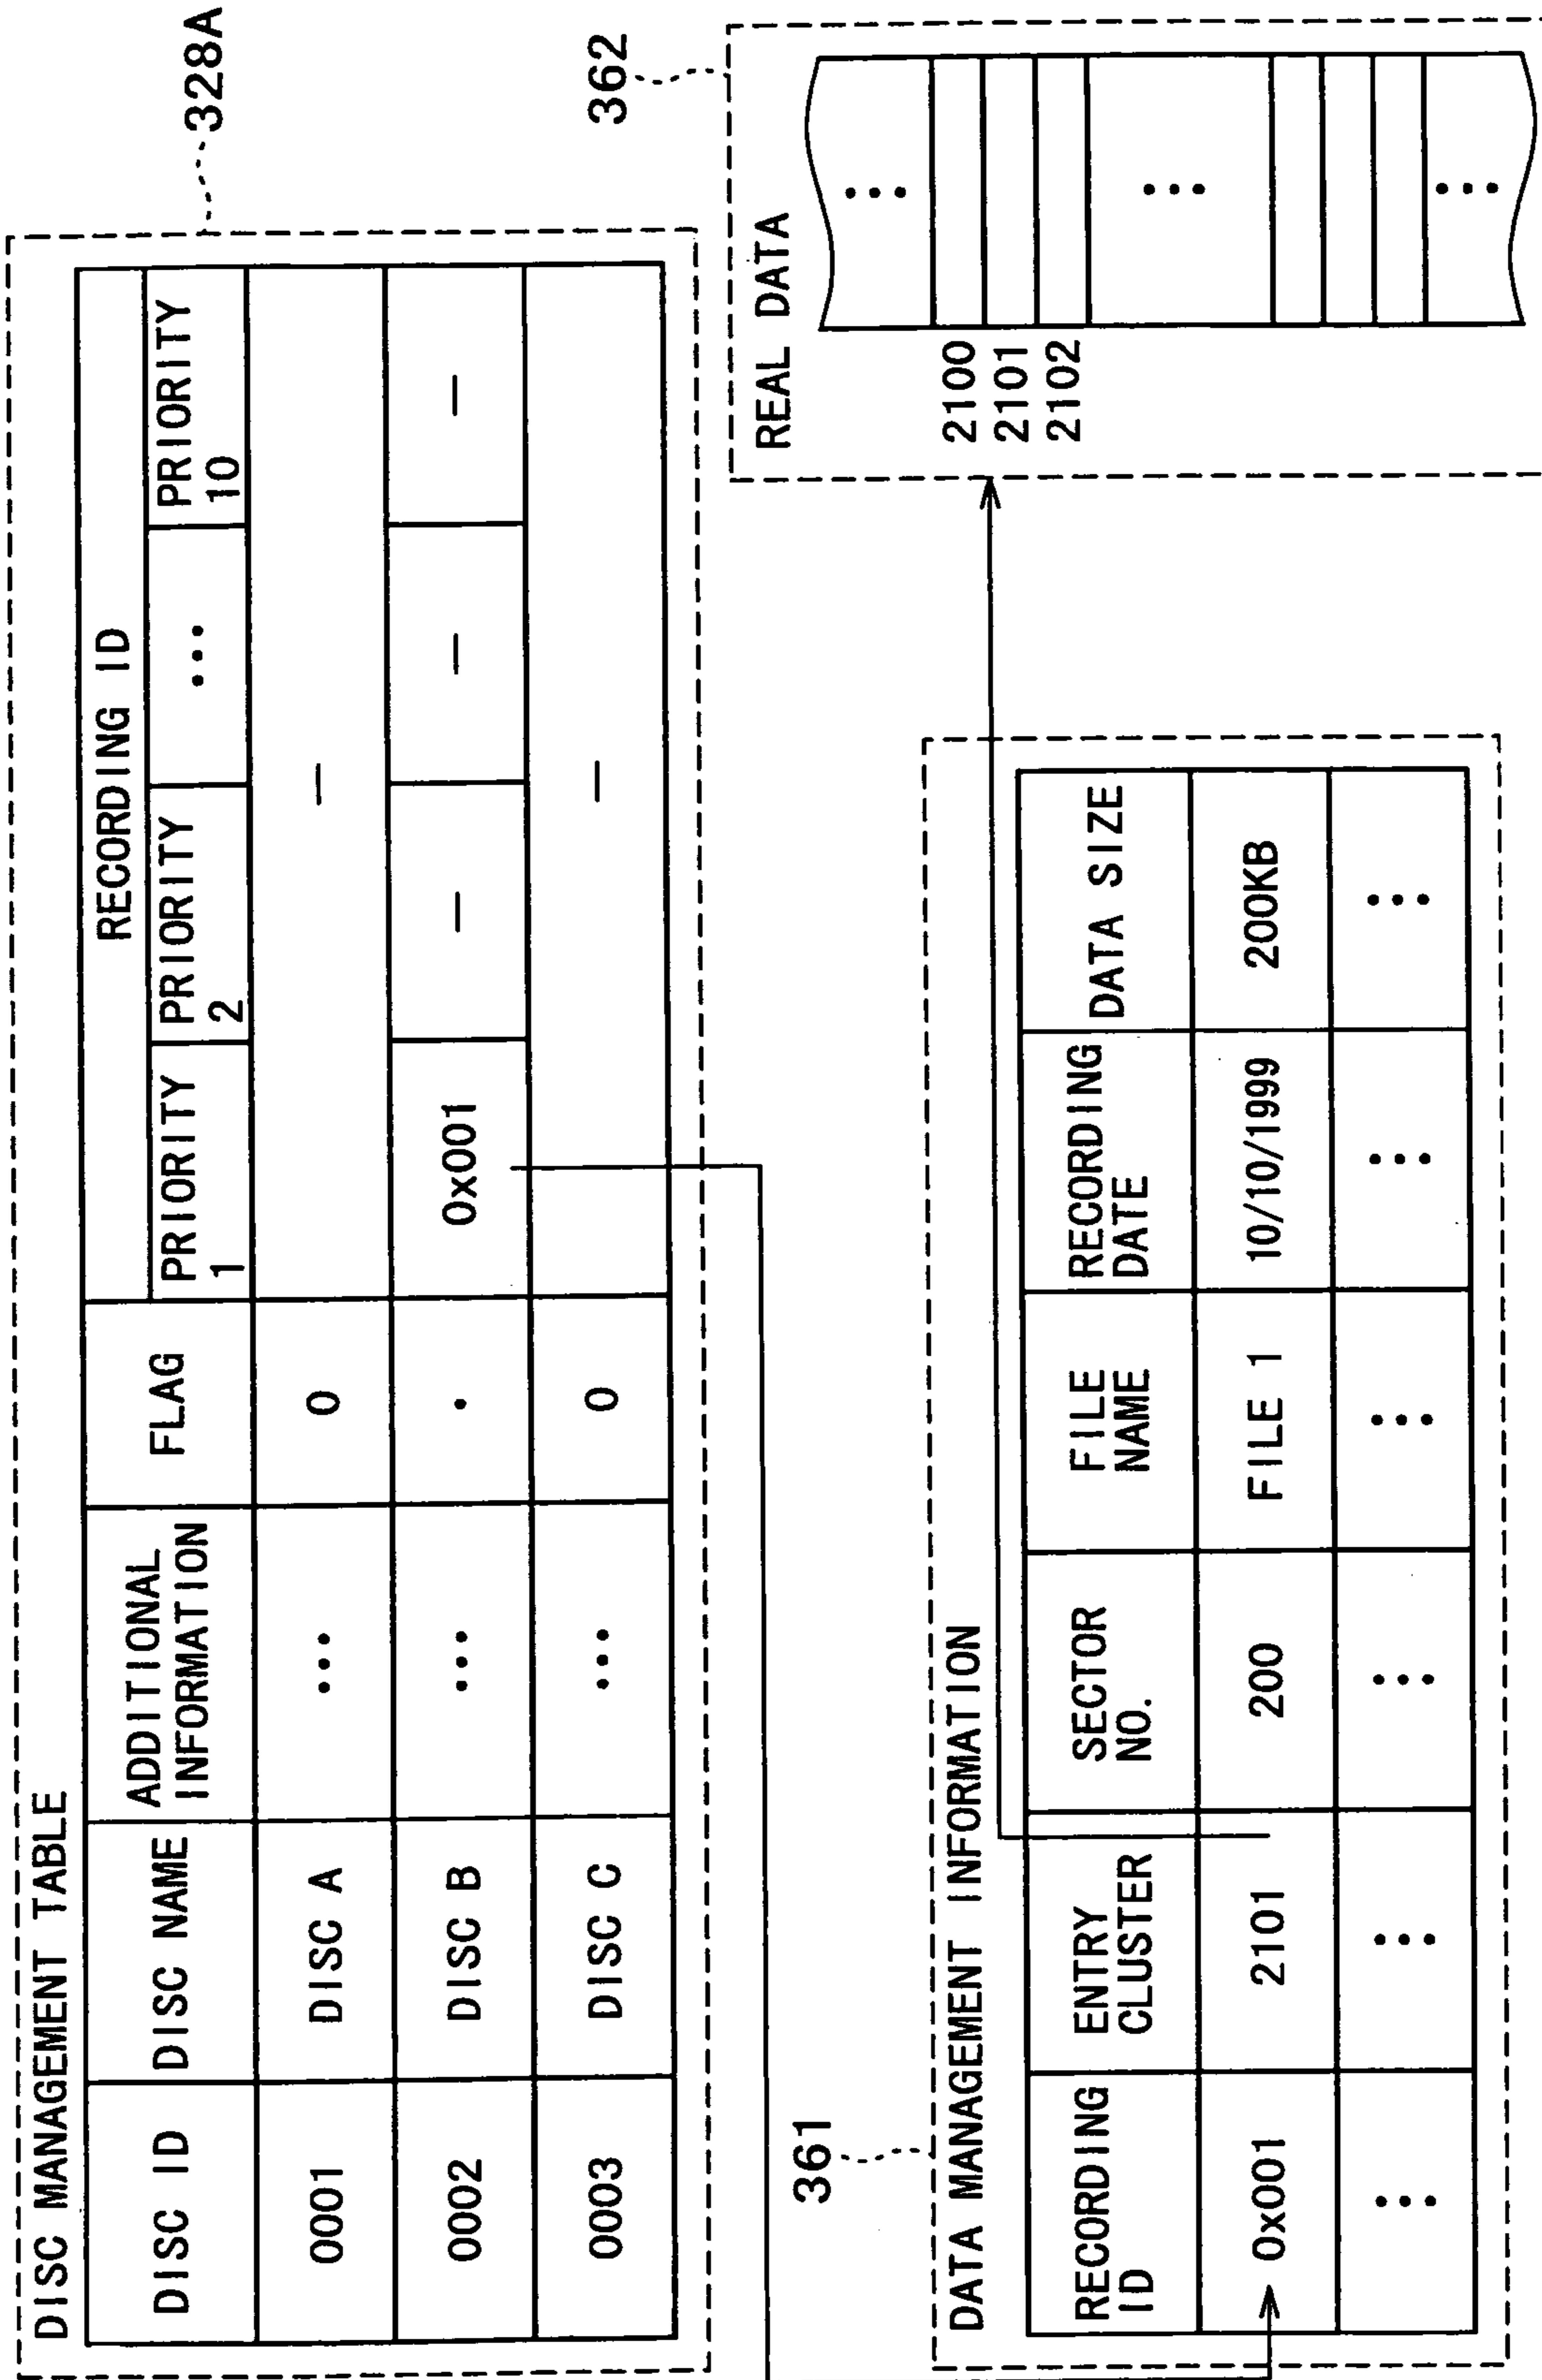 328A
DISC MANAGEMENT TABLE
DISC ID DISC NAME ADDITIONAL INFORMATION FLAG RECORDING ID
PRIORITY 1 PRIORITY 2 ... PRIORITY 10
0001 DISC A ... 0 —
0002 DISC B ... · 0x001 — — —
0003 DISC C ... 0 —
361
DATA MANAGEMENT INFORMATION
RECORDING ID ENTRY CLUSTER SECTOR NO. FILE NAME RECORDING DATE DATA SIZE
0x001 2101 200 FILE 1 10/10/1999 200KB
... ... ... ... ... ...
362
REAL DATA
...
2100
2101
2102
...
...